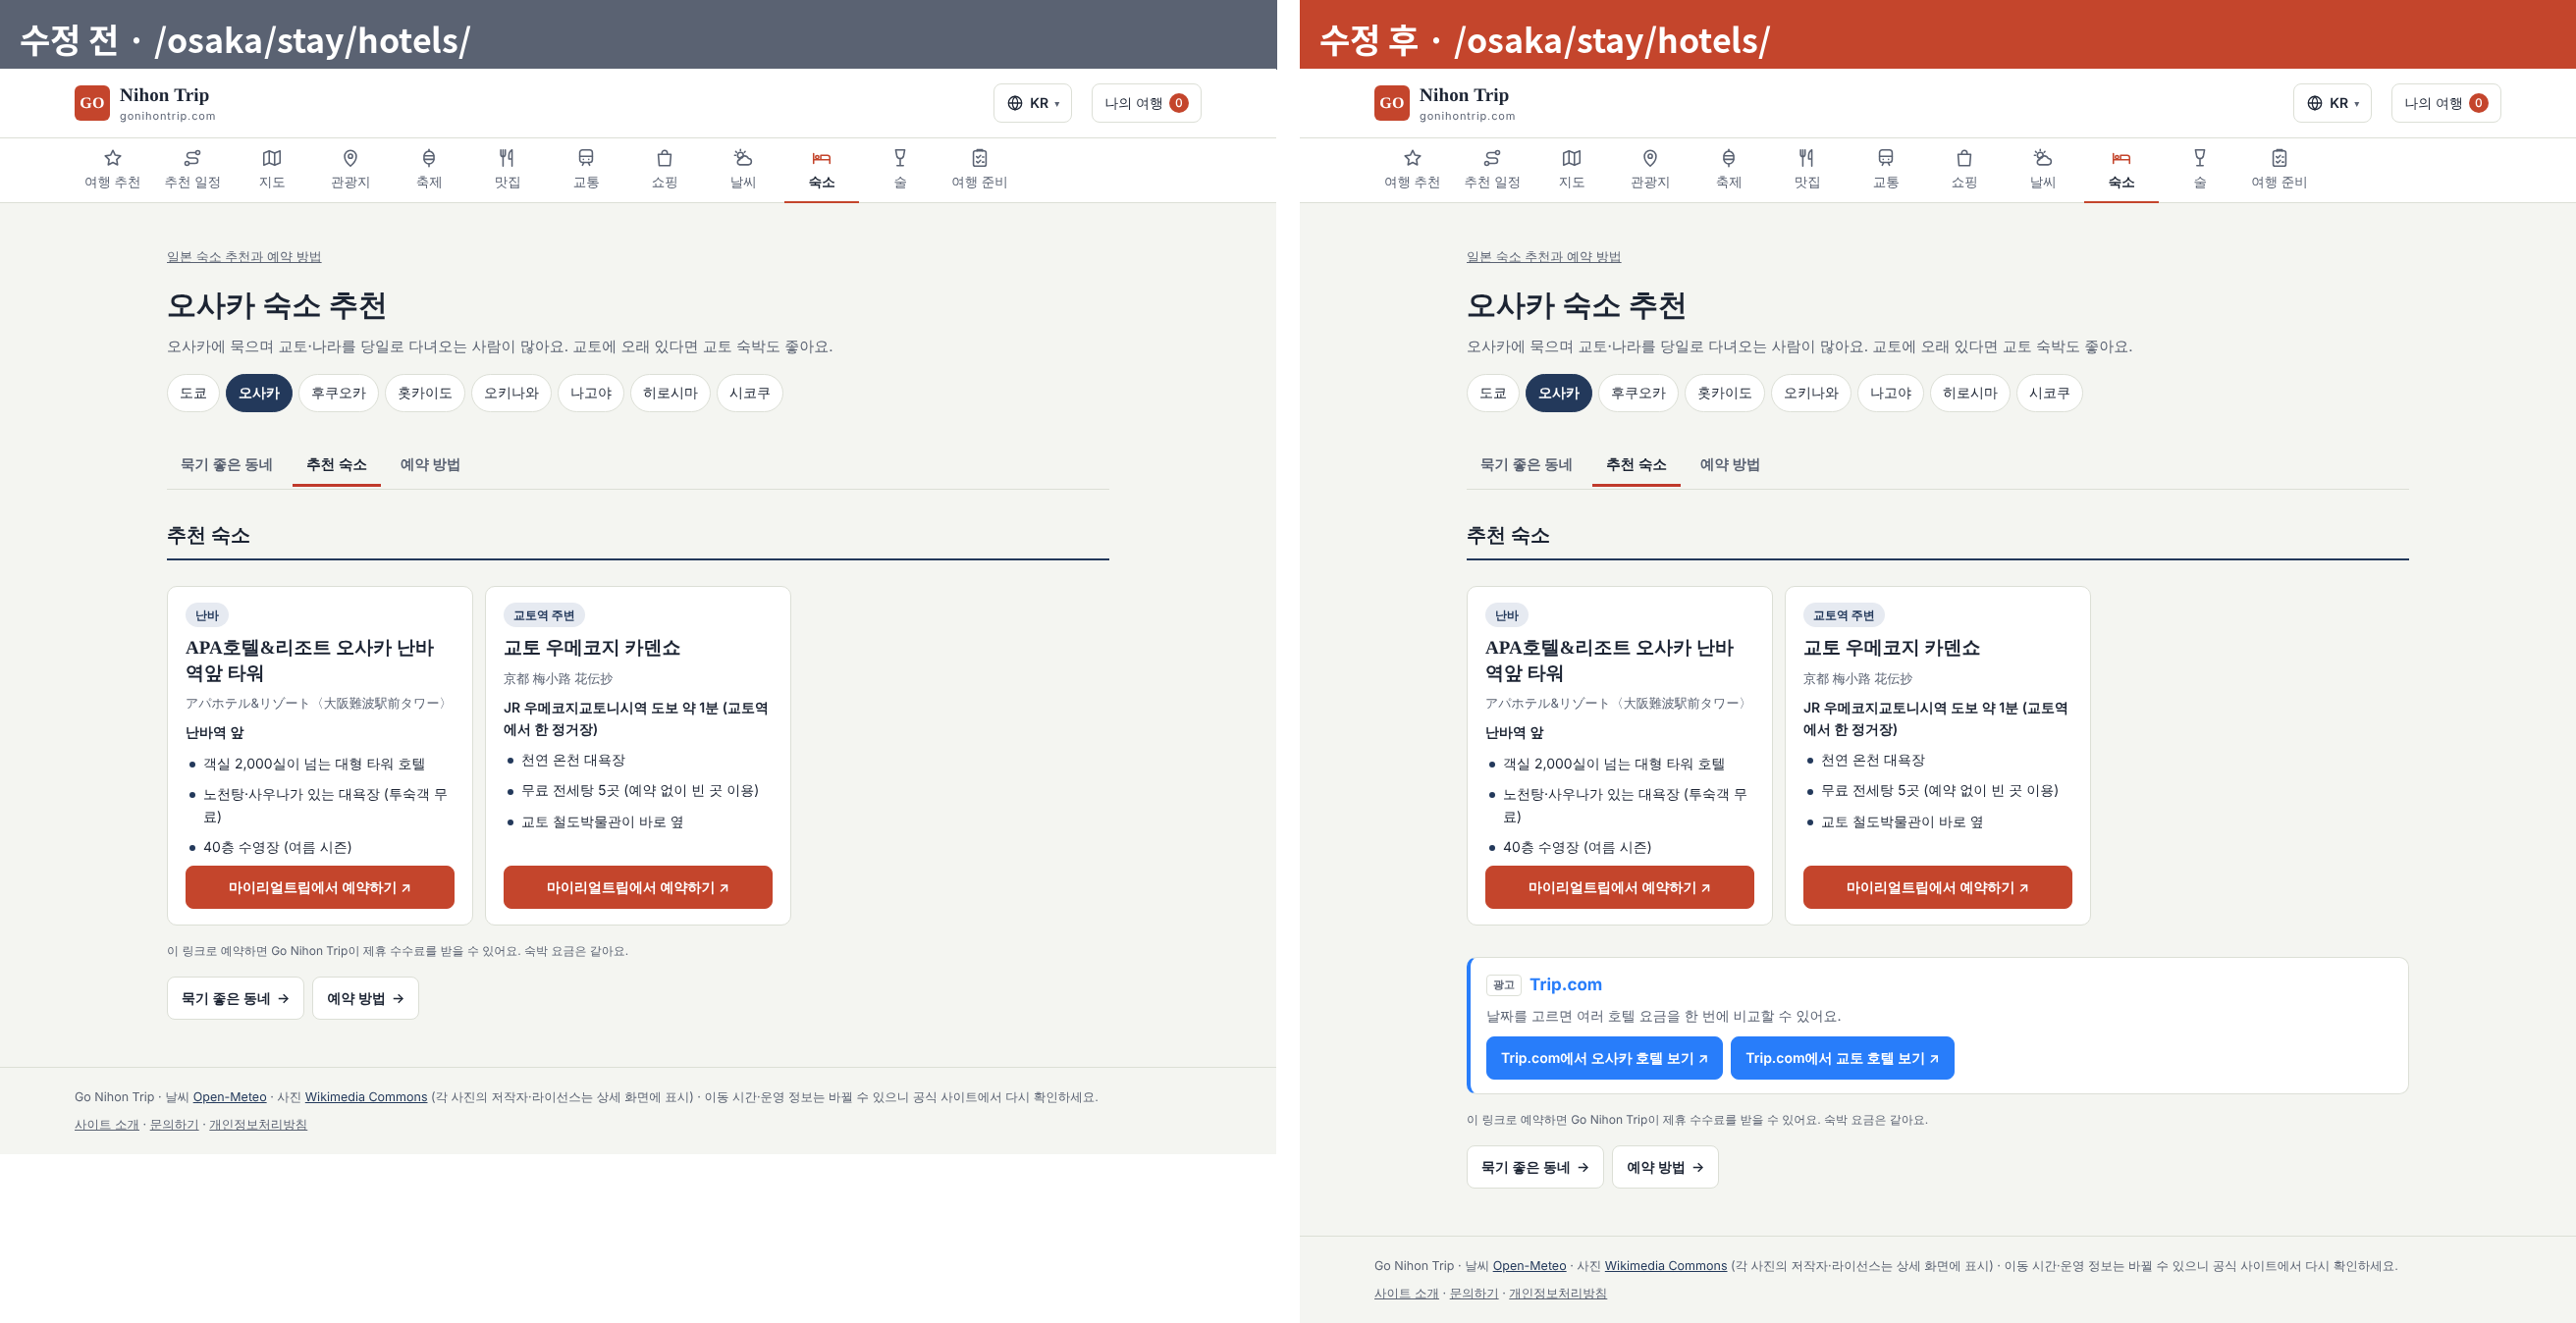 수정 전 · /osaka/stay/hotels/
GO
Nihon Trip
gonihontrip.com
KR ▾
나의 여행 0
여행 추천
추천 일정
지도
관광지
축제
맛집
교통
쇼핑
날씨
숙소
술
여행 준비
일본 숙소 추천과 예약 방법
오사카 숙소 추천
오사카에 묵으며 교토·나라를 당일로 다녀오는 사람이 많아요. 교토에 오래 있다면 교토 숙박도 좋아요.
도쿄
오사카
후쿠오카
홋카이도
오키나와
나고야
히로시마
시코쿠
묵기 좋은 동네
추천 숙소
예약 방법
추천 숙소
난바
APA호텔&리조트 오사카 난바
역앞 타워
アパホテル&リゾート〈大阪難波駅前タワー〉
난바역 앞
객실 2,000실이 넘는 대형 타워 호텔
노천탕·사우나가 있는 대욕장 (투숙객 무
료)
40층 수영장 (여름 시즌)
마이리얼트립에서 예약하기 ↗
교토역 주변
교토 우메코지 카덴쇼
京都 梅小路 花伝抄
JR 우메코지교토니시역 도보 약 1분 (교토역
에서 한 정거장)
천연 온천 대욕장
무료 전세탕 5곳 (예약 없이 빈 곳 이용)
교토 철도박물관이 바로 옆
마이리얼트립에서 예약하기 ↗
이 링크로 예약하면 Go Nihon Trip이 제휴 수수료를 받을 수 있어요. 숙박 요금은 같아요.
묵기 좋은 동네 →
예약 방법 →
Go Nihon Trip · 날씨 Open-Meteo · 사진 Wikimedia Commons (각 사진의 저작자·라이선스는 상세 화면에 표시) · 이동 시간·운영 정보는 바뀔 수 있으니 공식 사이트에서 다시 확인하세요.
사이트 소개 · 문의하기 · 개인정보처리방침
수정 후 · /osaka/stay/hotels/
GO
Nihon Trip
gonihontrip.com
KR ▾
나의 여행 0
여행 추천
추천 일정
지도
관광지
축제
맛집
교통
쇼핑
날씨
숙소
술
여행 준비
일본 숙소 추천과 예약 방법
오사카 숙소 추천
오사카에 묵으며 교토·나라를 당일로 다녀오는 사람이 많아요. 교토에 오래 있다면 교토 숙박도 좋아요.
도쿄
오사카
후쿠오카
홋카이도
오키나와
나고야
히로시마
시코쿠
묵기 좋은 동네
추천 숙소
예약 방법
추천 숙소
난바
APA호텔&리조트 오사카 난바
역앞 타워
アパホテル&リゾート〈大阪難波駅前タワー〉
난바역 앞
객실 2,000실이 넘는 대형 타워 호텔
노천탕·사우나가 있는 대욕장 (투숙객 무
료)
40층 수영장 (여름 시즌)
마이리얼트립에서 예약하기 ↗
교토역 주변
교토 우메코지 카덴쇼
京都 梅小路 花伝抄
JR 우메코지교토니시역 도보 약 1분 (교토역
에서 한 정거장)
천연 온천 대욕장
무료 전세탕 5곳 (예약 없이 빈 곳 이용)
교토 철도박물관이 바로 옆
마이리얼트립에서 예약하기 ↗
광고 Trip.com
날짜를 고르면 여러 호텔 요금을 한 번에 비교할 수 있어요.
Trip.com에서 오사카 호텔 보기 ↗
Trip.com에서 교토 호텔 보기 ↗
이 링크로 예약하면 Go Nihon Trip이 제휴 수수료를 받을 수 있어요. 숙박 요금은 같아요.
묵기 좋은 동네 →
예약 방법 →
Go Nihon Trip · 날씨 Open-Meteo · 사진 Wikimedia Commons (각 사진의 저작자·라이선스는 상세 화면에 표시) · 이동 시간·운영 정보는 바뀔 수 있으니 공식 사이트에서 다시 확인하세요.
사이트 소개 · 문의하기 · 개인정보처리방침